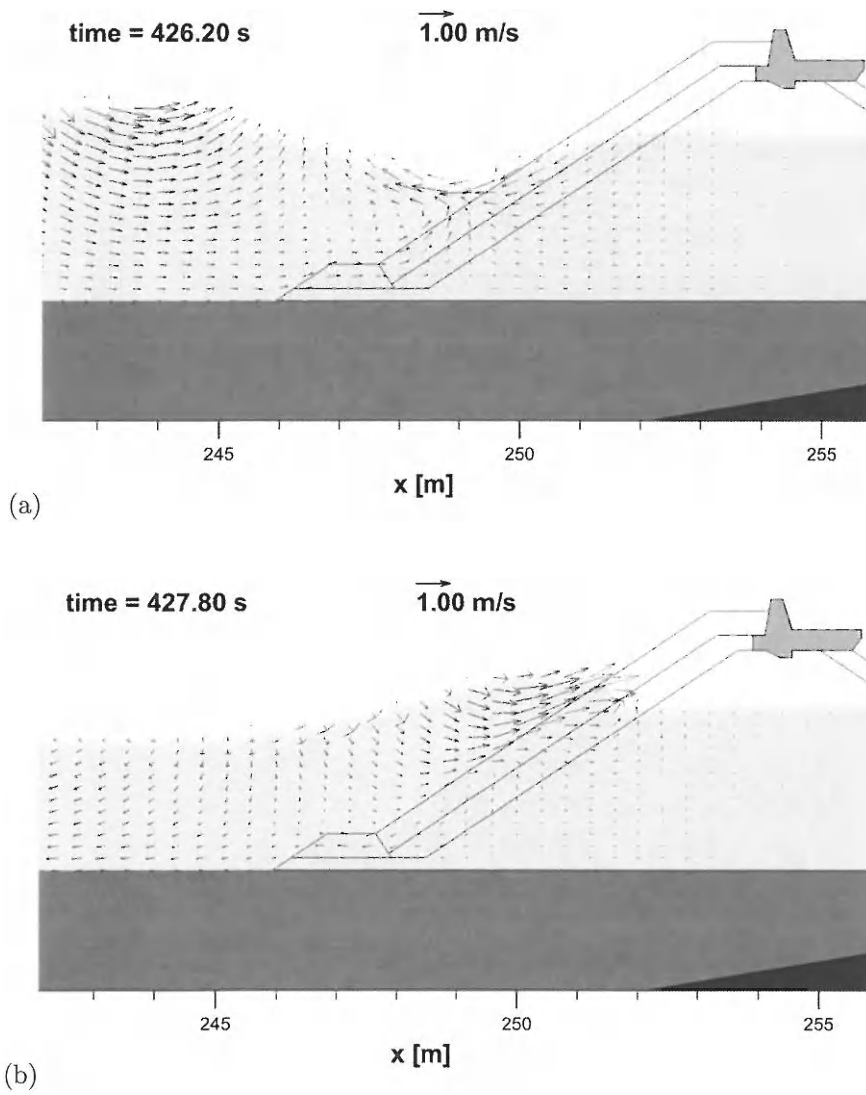 time = 426.20 s 1.00 m/s
245 250 255
x [m]
(a)
time = 427.80 s 1.00 m/s
245 250 255
x [m]
(b)